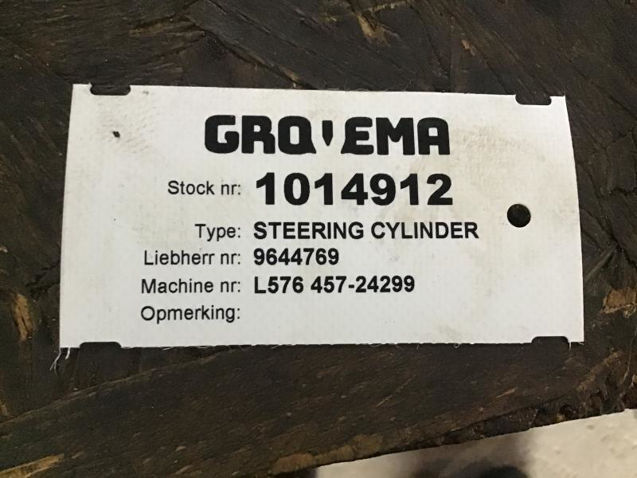 GROVEMA
Stock nr: 1014912
Type: STEERING CYLINDER
Liebherr nr: 9644769
Machine nr: L576 457-24299
Opmerking: